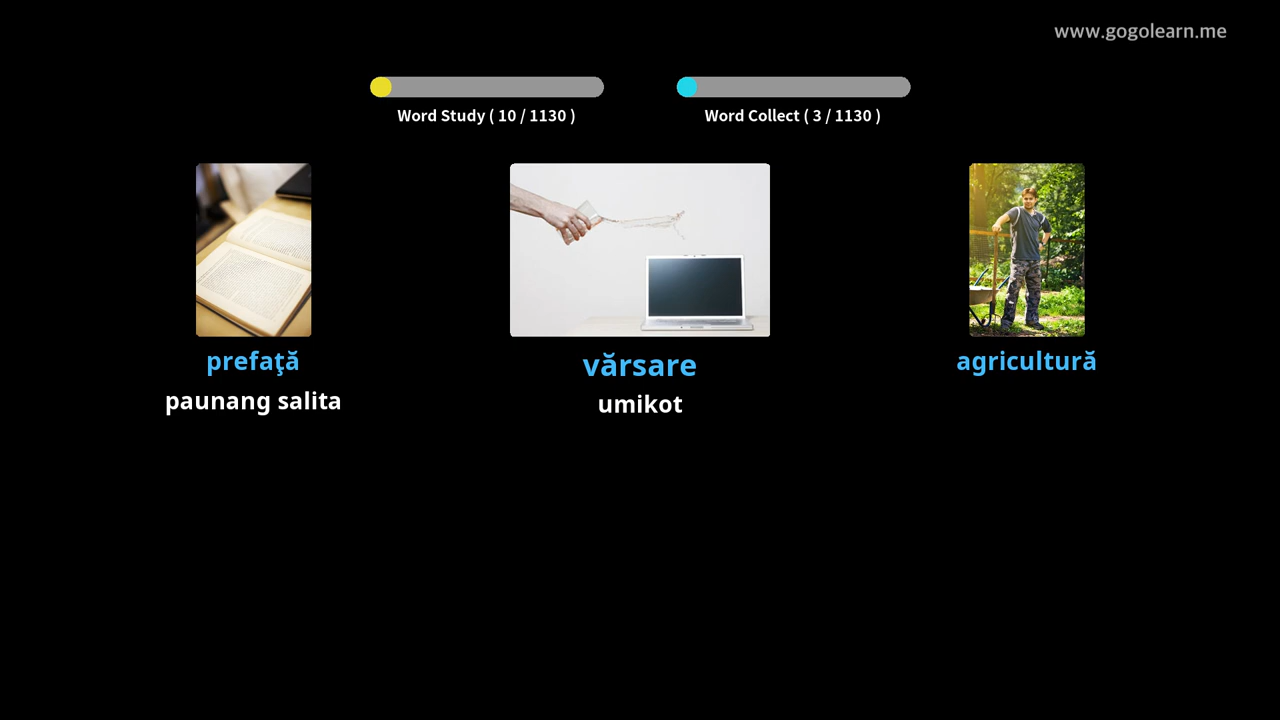 www.gogolearn.me
Word Study ( 10 / 1130 )
Word Collect ( 3 / 1130 )
prefaţă
paunang salita
vărsare
umikot
agricultură